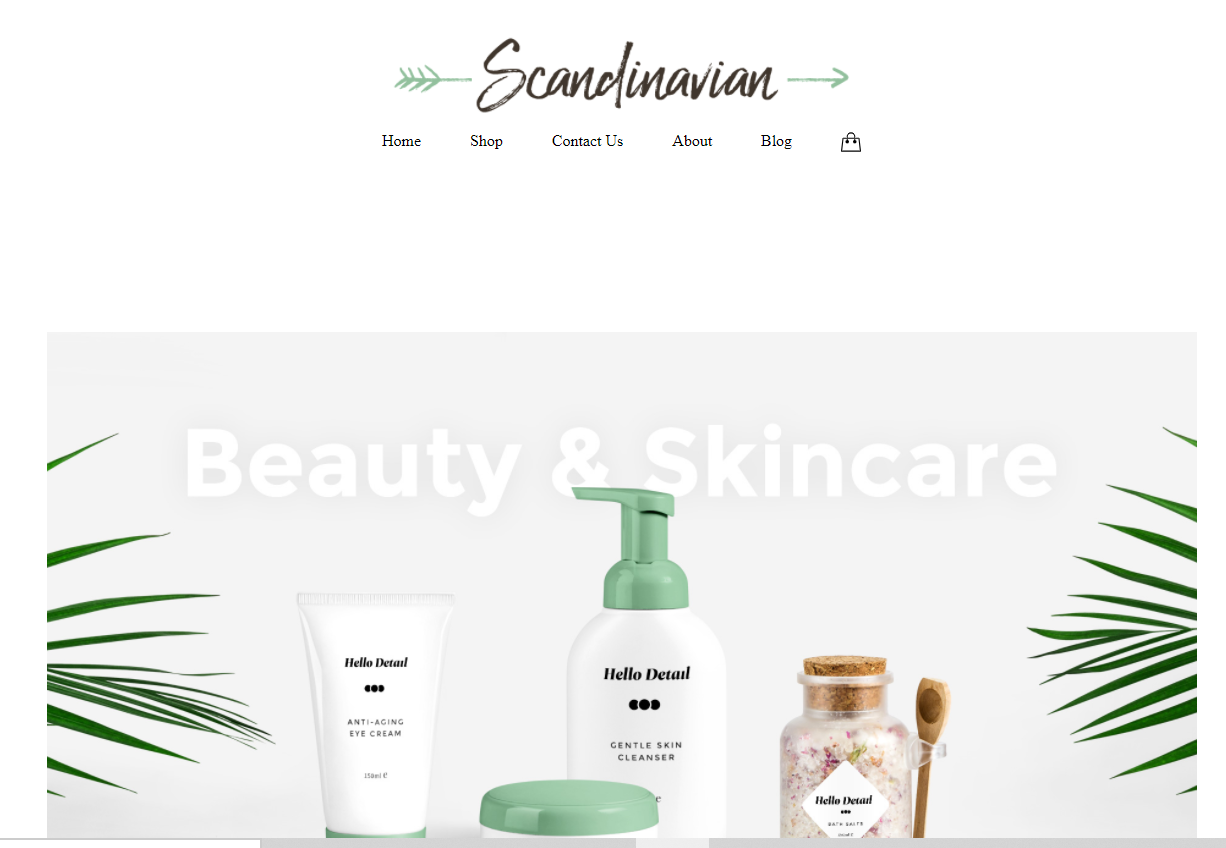 Scandinavian
Home Shop Contact Us About Blog
Beauty & Skincare
Hello Detail
ANTI-AGING
EYE CREAM
150ml e
Hello Detail
GENTLE SKIN
CLEANSER
Hello Detail
BATH SALTS